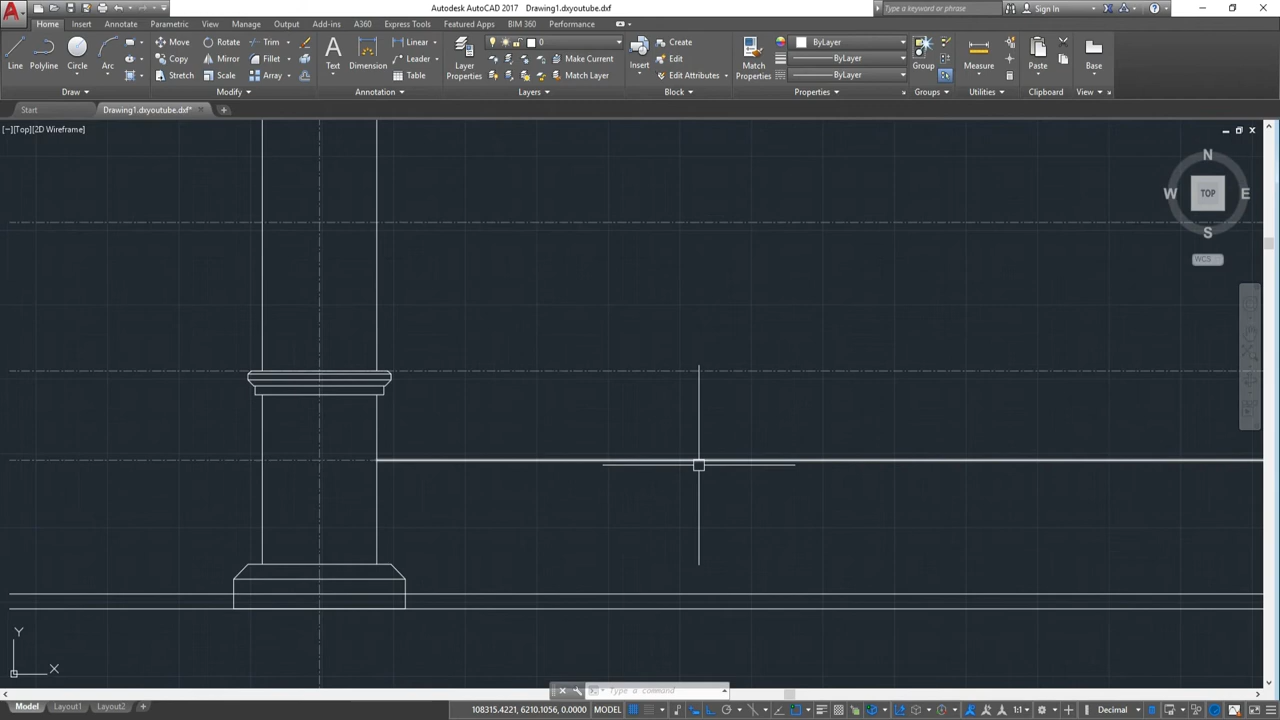 Autodesk AutoCAD 2017 Drawing1.dxyoutube.dxf
Type a keyword or phrase
Sign In
Home Insert Annotate Parametric View Manage Output Add-ins A360 Express Tools Featured Apps BIM 360 Performance
Line Polyline Circle Arc
Move Rotate Trim
Copy Mirror Fillet
Stretch Scale Array
Text Dimension
Linear
Leader
Table
Layer Properties
0
Make Current
Match Layer
Insert
Create
Edit
Edit Attributes
Match Properties
ByLayer
ByLayer
ByLayer
Group
Measure
Paste
Base
Draw Modify Annotation Layers Block Properties Groups Utilities Clipboard View
Start Drawing1.dxyoutube.dxf*
[−][Top][2D Wireframe]
N
W TOP E
S
WCS
Y
X
Type a command
Model Layout1 Layout2
108315.4221, 6210.1056, 0.0000 MODEL
1:1
Decimal